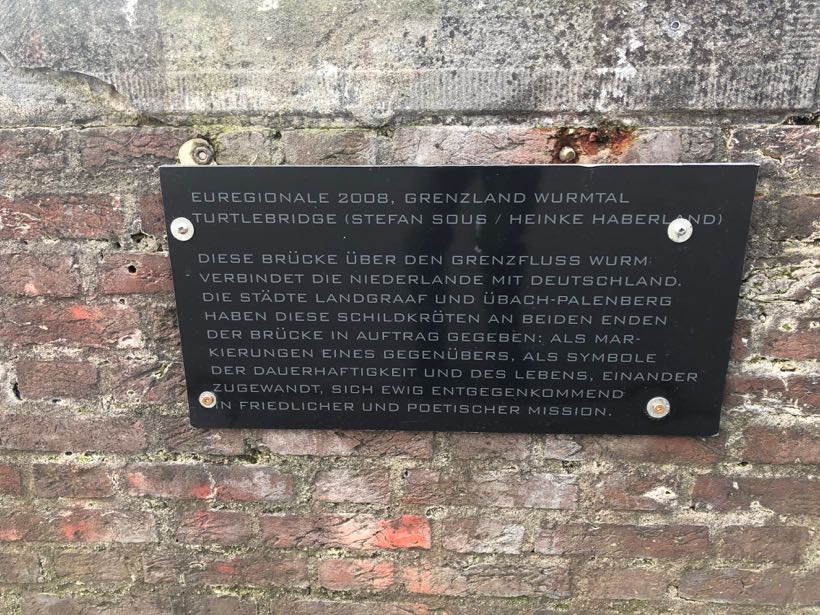 EUREGIONALE 2008, GRENZLAND WURMTAL
TURTLEBRIDGE (STEFAN SOUS / HEINKE HABERLAND)
DIESE BRÜCKE ÜBER DEN GRENZFLUSS WURM
VERBINDET DIE NIEDERLANDE MIT DEUTSCHLAND.
DIE STÄDTE LANDGRAAF UND ÜBACH-PALENBERG
HABEN DIESE SCHILDKRÖTEN AN BEIDEN ENDEN
DER BRÜCKE IN AUFTRAG GEGEBEN: ALS MAR-
KIERUNGEN EINES GEGENÜBERS, ALS SYMBOLE
DER DAUERHAFTIGKEIT UND DES LEBENS, EINANDER
ZUGEWANDT, SICH EWIG ENTGEGENKOMMEND
IN FRIEDLICHER UND POETISCHER MISSION.